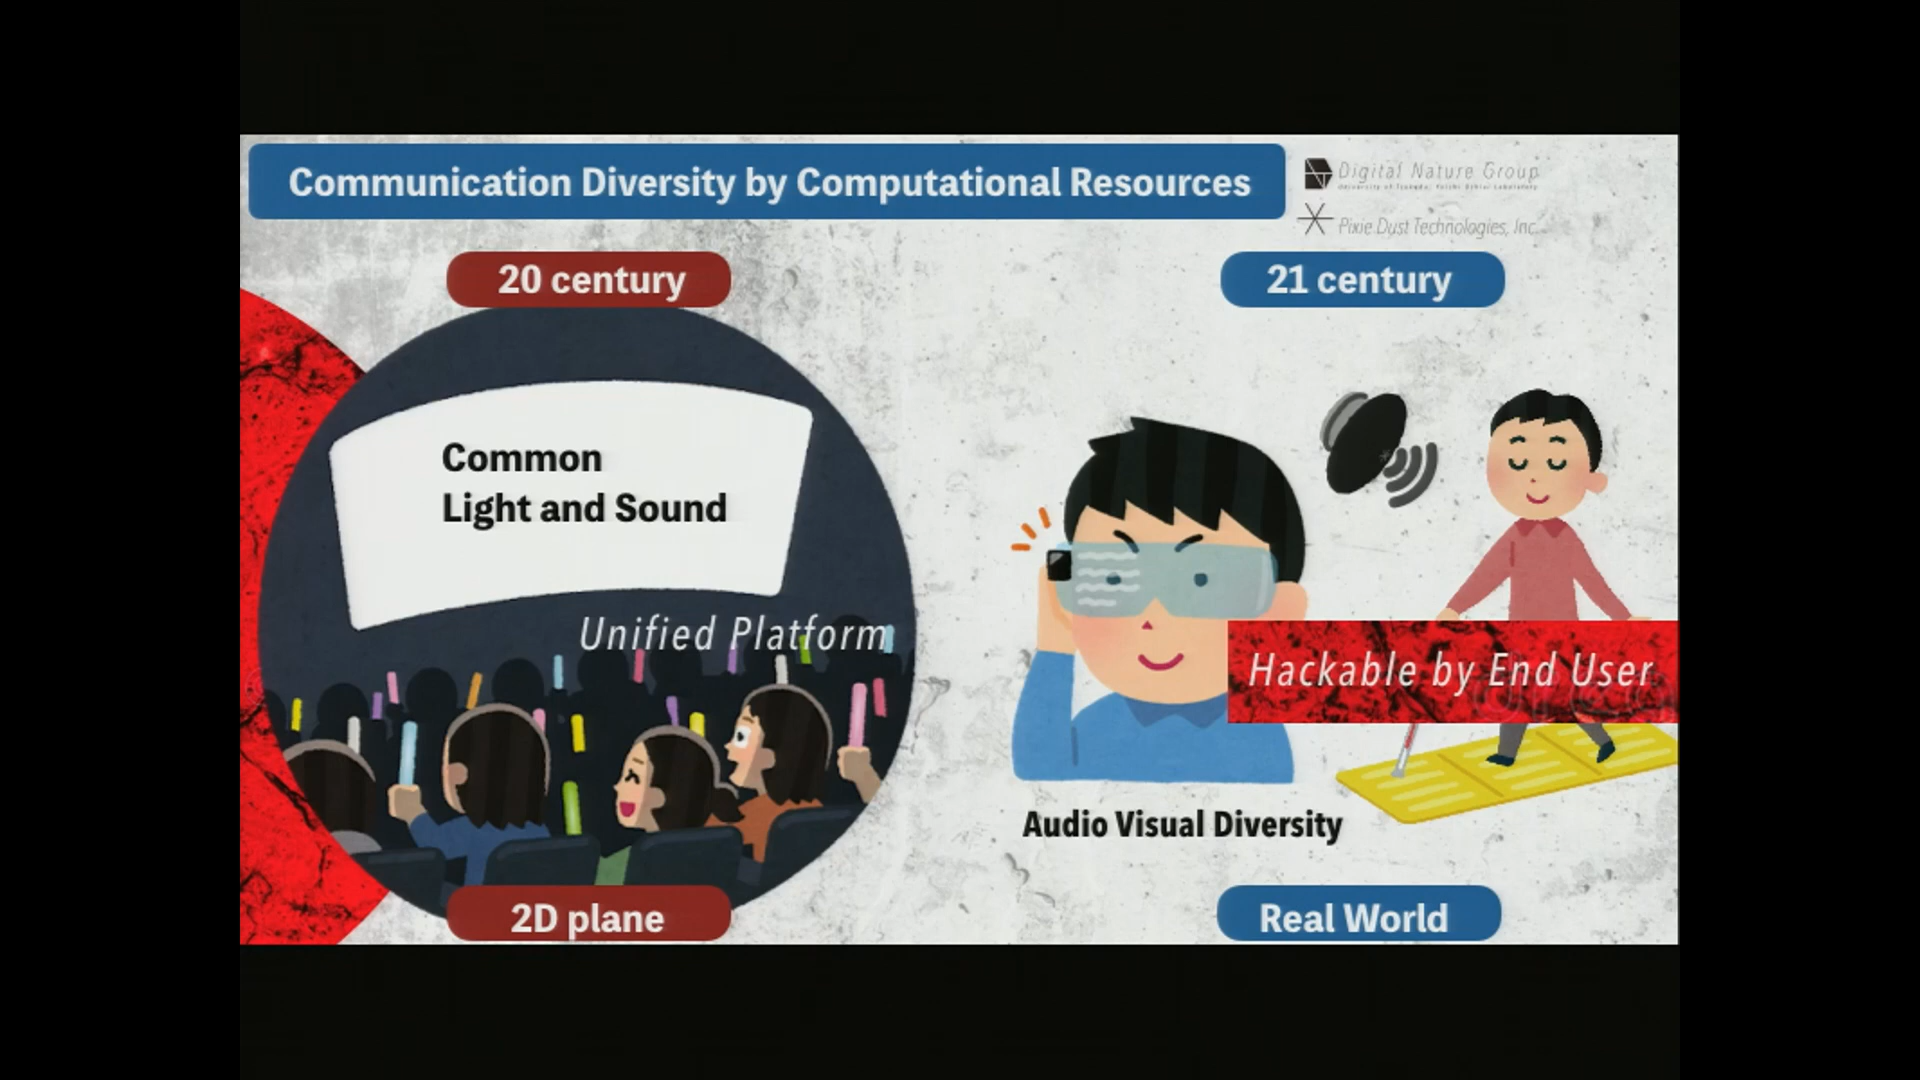 Communication Diversity by Computational Resources
Digital Nature Group
Pixie Dust Technologies, Inc.
20 century
21 century
Common
Light and Sound
Unified Platform
Hackable by End User
Audio Visual Diversity
2D plane
Real World